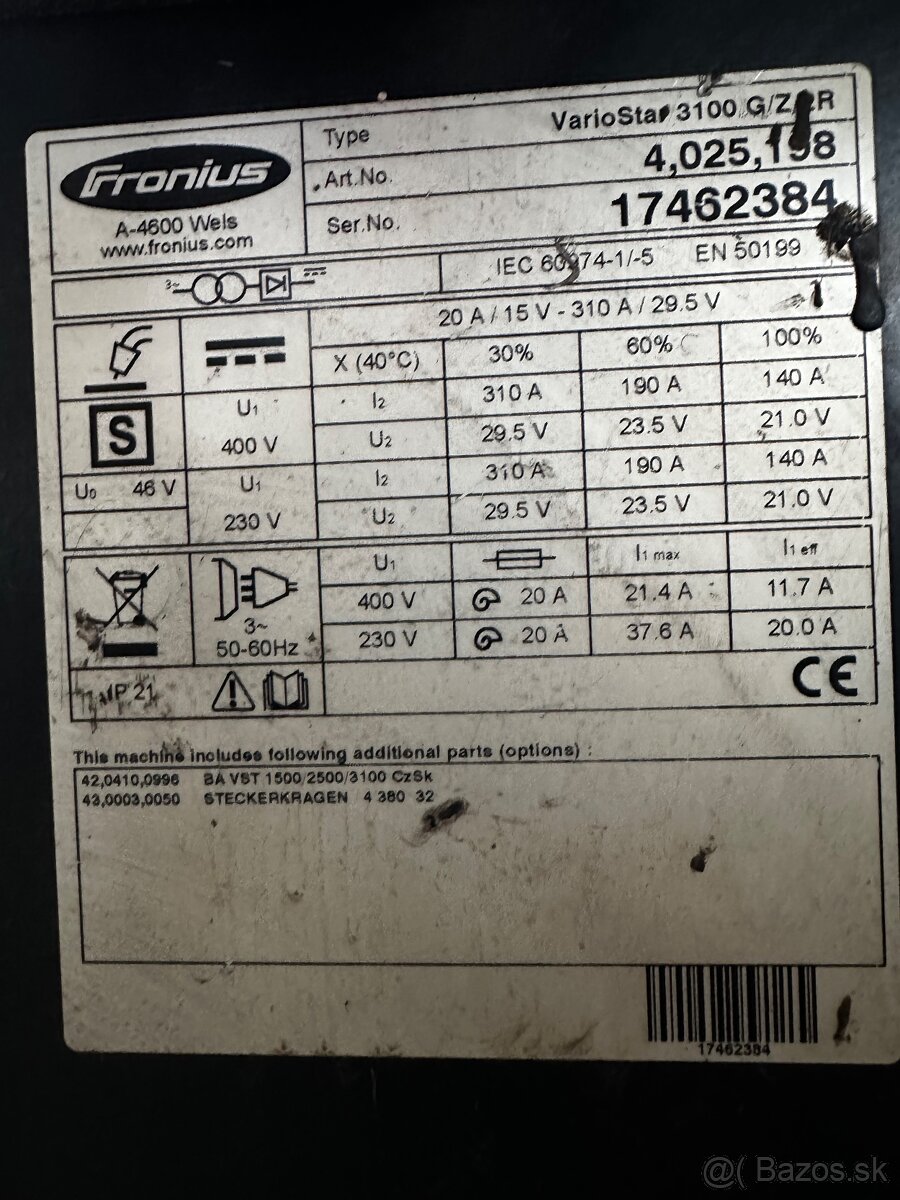 Fronius
A-4600 Wels
www.fronius.com
Type VarioStar 3100
Art.No. 4,025,198
Ser.No. 17462384
3~
IEC 60974-1/-5 EN 50199
20 A / 15 V - 310 A / 29.5 V
X (40°C) 30% 60% 100%
S
U1 400 V
I2 310 A 190 A 140 A
U2 29.5 V 23.5 V 21.0 V
U0 46 V
U1 230 V
I2 310 A 190 A 140 A
U2 29.5 V 23.5 V 21.0 V
3~
50-60Hz
U1 I1 max I1 eff
400 V 20 A 21.4 A 11.7 A
230 V 20 A 37.6 A 20.0 A
IP 21
CE
This machine includes following additional parts (options) :
42,0410,0996 BA VST 1500/2500/3100 CzSk
43,0003,0050 STECKERKRAGEN 4 380 32
17462384
@( Bazos.sk